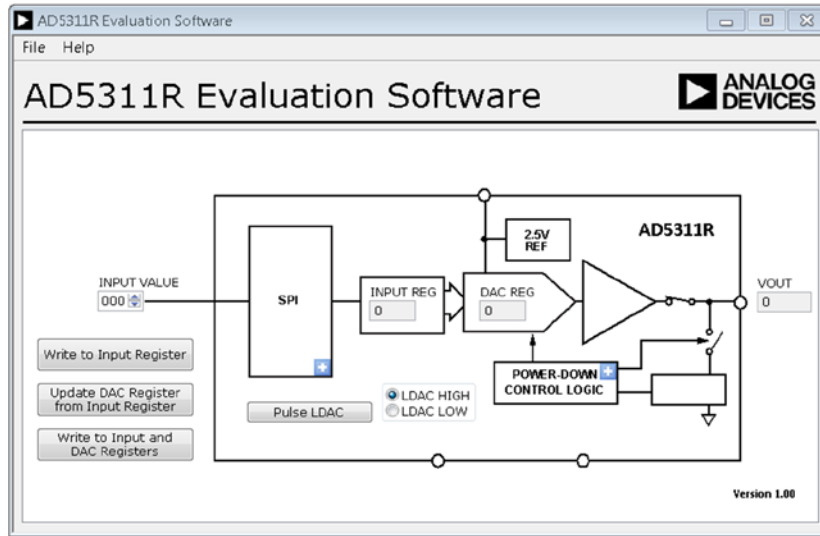 AD5311R Evaluation Software
File Help
AD5311R Evaluation Software
ANALOG
DEVICES
2.5V
REF
AD5311R
INPUT VALUE
000
SPI
INPUT REG
0
DAC REG
0
VOUT
0
Write to Input Register
Update DAC Register
from Input Register
Write to Input and
DAC Registers
Pulse LDAC
LDAC HIGH
LDAC LOW
POWER-DOWN
CONTROL LOGIC
Version 1.00